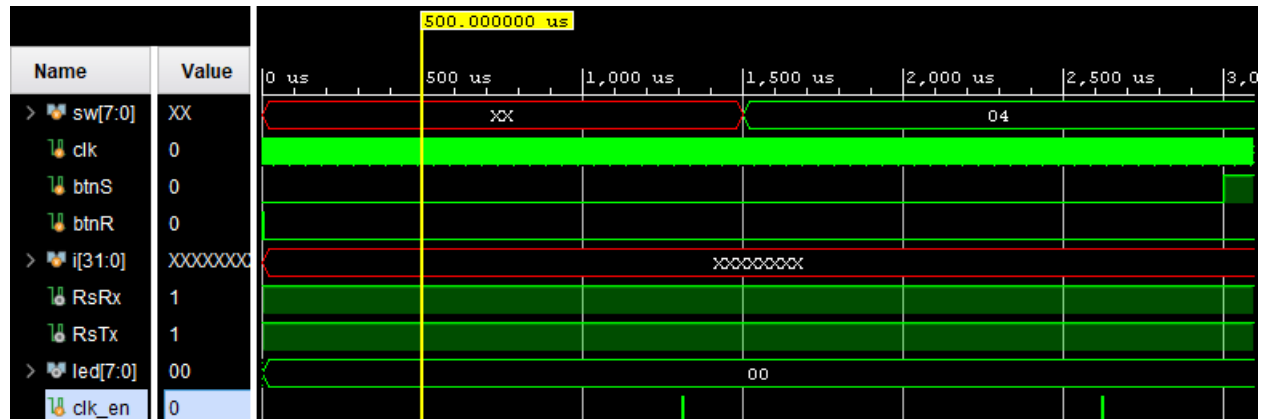 500.000000 us
Name Value 0 us 500 us 1,000 us 1,500 us 2,000 us 2,500 us 3,0
sw[7:0] XX XX 04
clk 0
btnS 0
btnR 0
i[31:0] XXXXXXXX XXXXXXXX
RsRx 1
RsTx 1
led[7:0] 00 00
clk_en 0